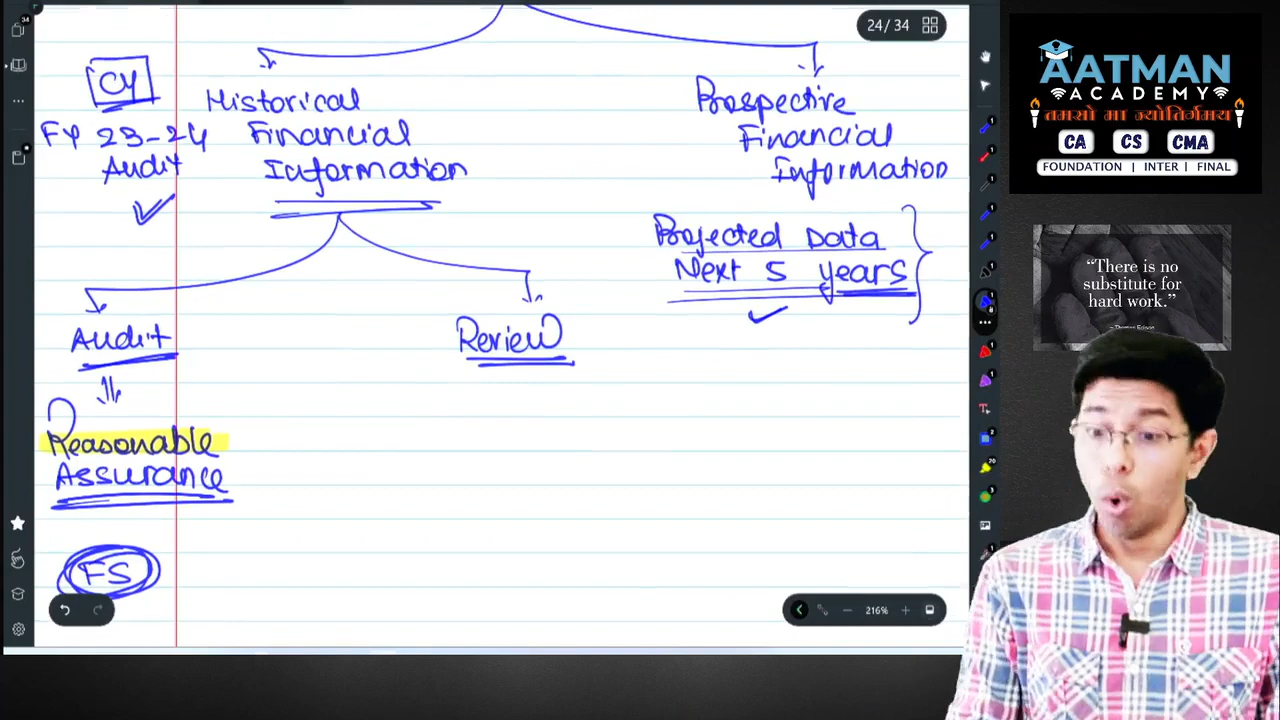 24/34
CY
FY 23-24
Audit
Historical
Financial
Information
Prospective
Financial
Information
Projected Data
Next 5 years
Audit
Review
Reasonable
Assurance
FS
216%
AATMAN
ACADEMY
तमसो मा ज्योतिर्गमय
CA CS CMA
FOUNDATION | INTER | FINAL
“There is no
substitute for
hard work.”